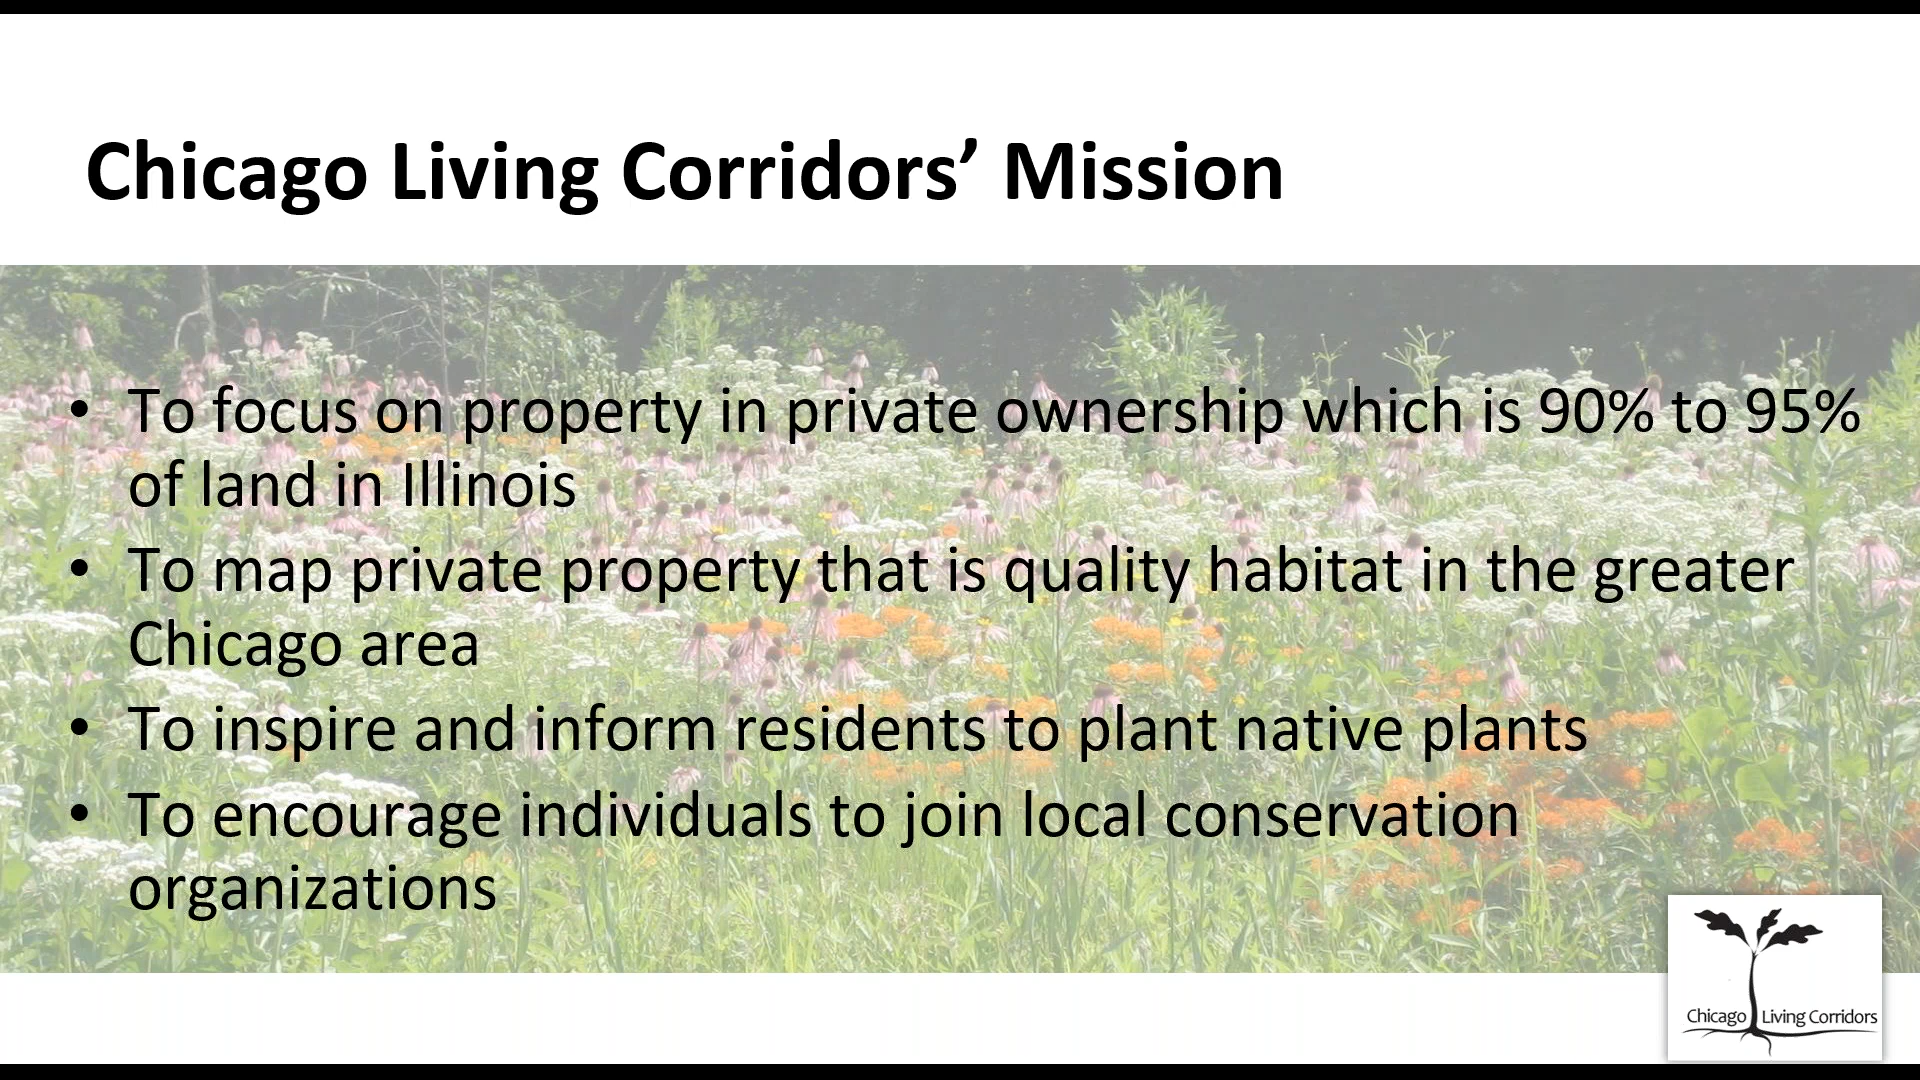 Chicago Living Corridors’ Mission
• To focus on property in private ownership which is 90% to 95%
of land in Illinois
• To map private property that is quality habitat in the greater
Chicago area
• To inspire and inform residents to plant native plants
• To encourage individuals to join local conservation
organizations
Chicago Living Corridors